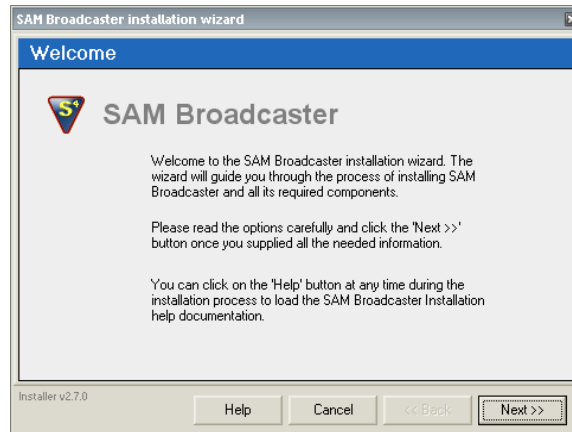 SAM Broadcaster installation wizard
Welcome
S4
SAM Broadcaster
Welcome to the SAM Broadcaster installation wizard. The
wizard will guide you through the process of installing SAM
Broadcaster and all its required components.
Please read the options carefully and click the 'Next >>'
button once you supplied all the needed information.
You can click on the 'Help' button at any time during the
installation process to load the SAM Broadcaster Installation
help documentation.
Installer v2.7.0
Help
Cancel
<< Back
Next >>